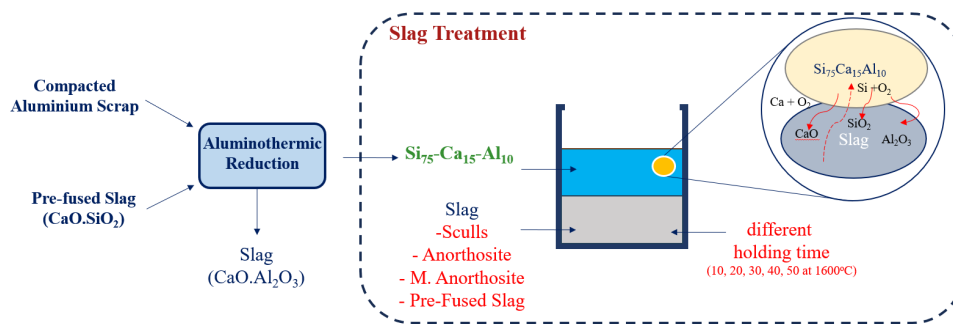 Slag Treatment
Compacted
Aluminium Scrap
Aluminothermic
Reduction
Pre-fused Slag
(CaO.SiO₂)
Slag
(CaO.Al₂O₃)
Si₇₅-Ca₁₅-Al₁₀
Slag
-Sculls
- Anorthosite
- M. Anorthosite
- Pre-Fused Slag
different
holding time
(10, 20, 30, 40, 50 at 1600°C)
Si₇₅Ca₁₅Al₁₀
Si +O₂
Ca + O₂
CaO
SiO₂
Al₂O₃
Slag